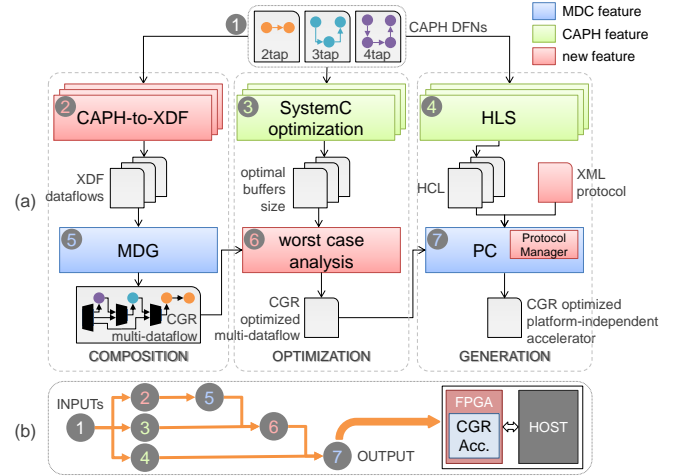 MDC feature
CAPH feature
new feature
1
CAPH DFNs
2tap
3tap
4tap
2
CAPH-to-XDF
3
SystemC
optimization
4
HLS
(a)
XDF
dataflows
optimal
buffers
size
HCL
XML
protocol
5
MDG
6
worst case
analysis
7
PC
Protocol
Manager
CGR
multi-dataflow
CGR
optimized
multi-dataflow
CGR optimized
platform-independent
accelerator
COMPOSITION
OPTIMIZATION
GENERATION
(b)
INPUTs
1
2
5
3
6
4
7
OUTPUT
FPGA
CGR
Acc.
HOST